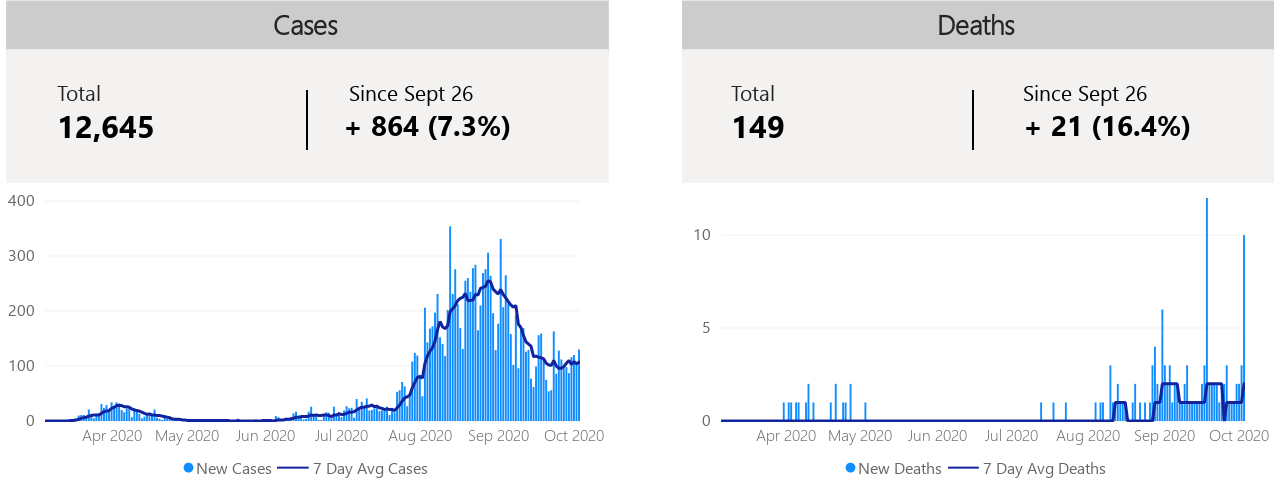 Cases
Total
12,645
Since Sept 26
+ 864 (7.3%)
400
300
200
100
0
Apr 2020 May 2020 Jun 2020 Jul 2020 Aug 2020 Sep 2020 Oct 2020
New Cases 7 Day Avg Cases
Deaths
Total
149
Since Sept 26
+ 21 (16.4%)
10
5
0
Apr 2020 May 2020 Jun 2020 Jul 2020 Aug 2020 Sep 2020 Oct 2020
New Deaths 7 Day Avg Deaths